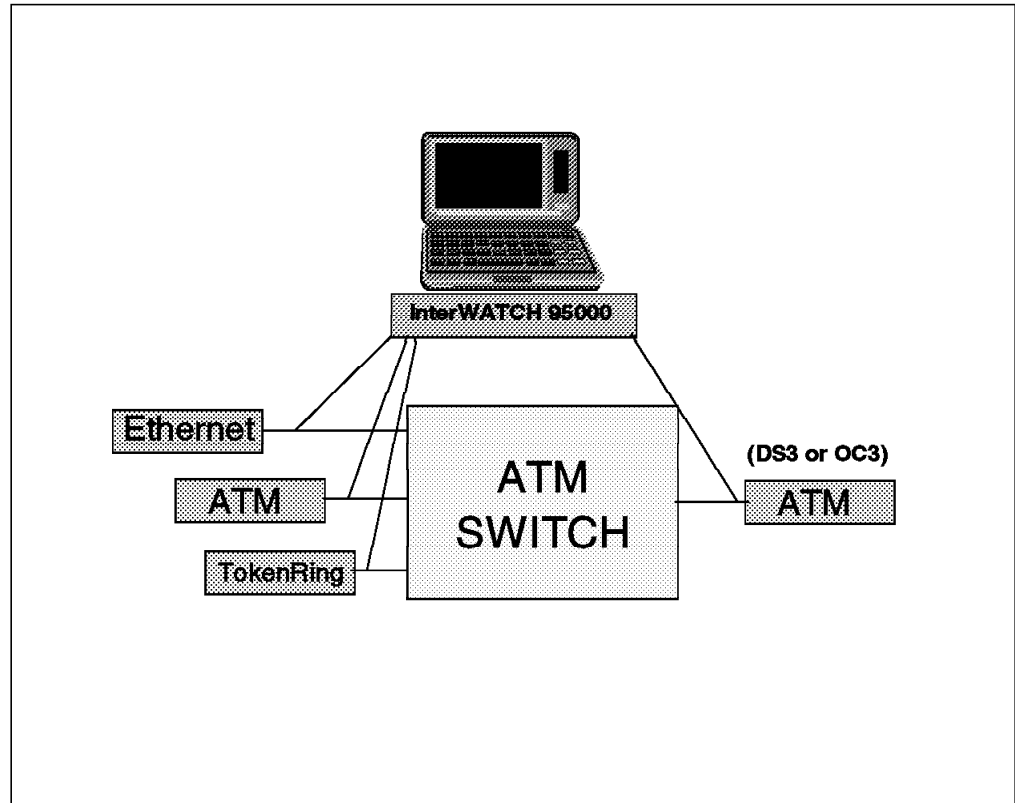 InterWATCH 95000
Ethernet
ATM
TokenRing
ATM
SWITCH
(DS3 or OC3)
ATM